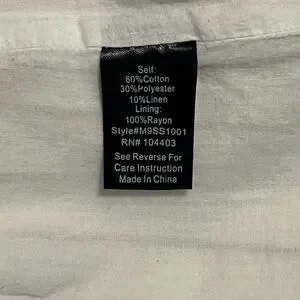 Self:
60%Cotton
30%Polyester
10%Linen
Lining:
100%Rayon
Style#M9SS1001
RN# 104403
See Reverse For
Care Instruction
Made In China